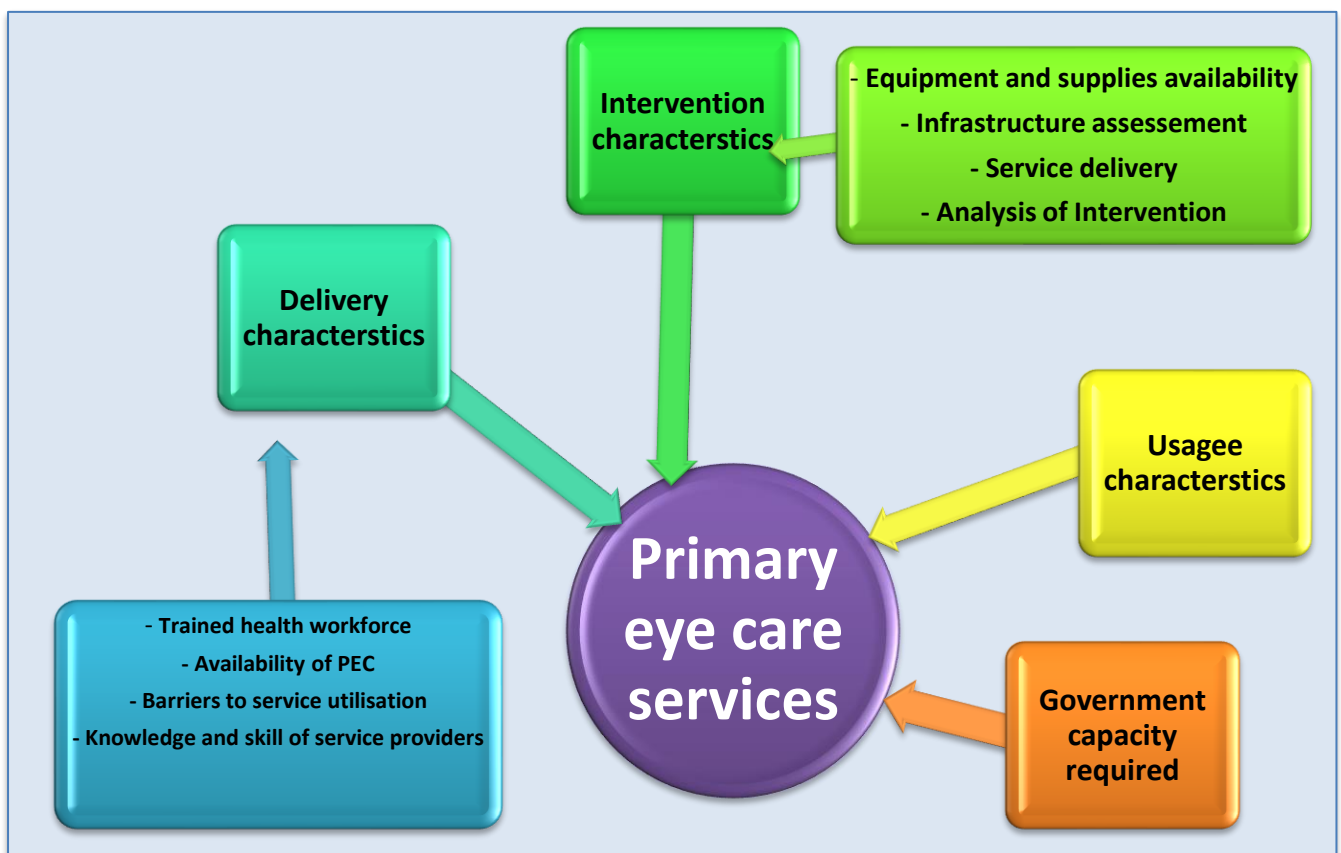 Intervention
characterstics
- Equipment and supplies availability
- Infrastructure assessement
- Service delivery
- Analysis of Intervention
Delivery
characterstics
Usagee
characterstics
Primary
eye care
services
- Trained health workforce
- Availability of PEC
- Barriers to service utilisation
- Knowledge and skill of service providers
Government
capacity
required